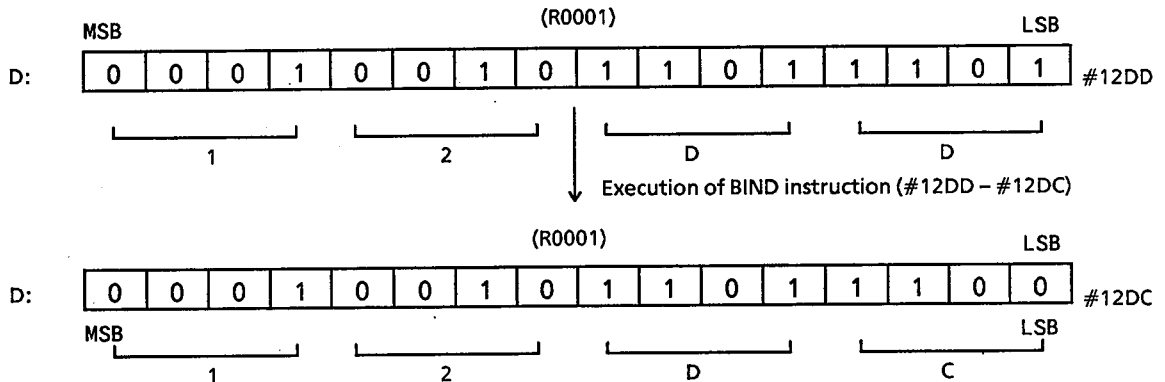 (R0001)
MSB LSB
D: 0 0 0 1 0 0 1 0 1 1 0 1 1 1 0 1 #12DD
1 2 D D
Execution of BIND instruction (#12DD – #12DC)
(R0001)
LSB
D: 0 0 0 1 0 0 1 0 1 1 0 1 1 1 0 0 #12DC
MSB LSB
1 2 D C